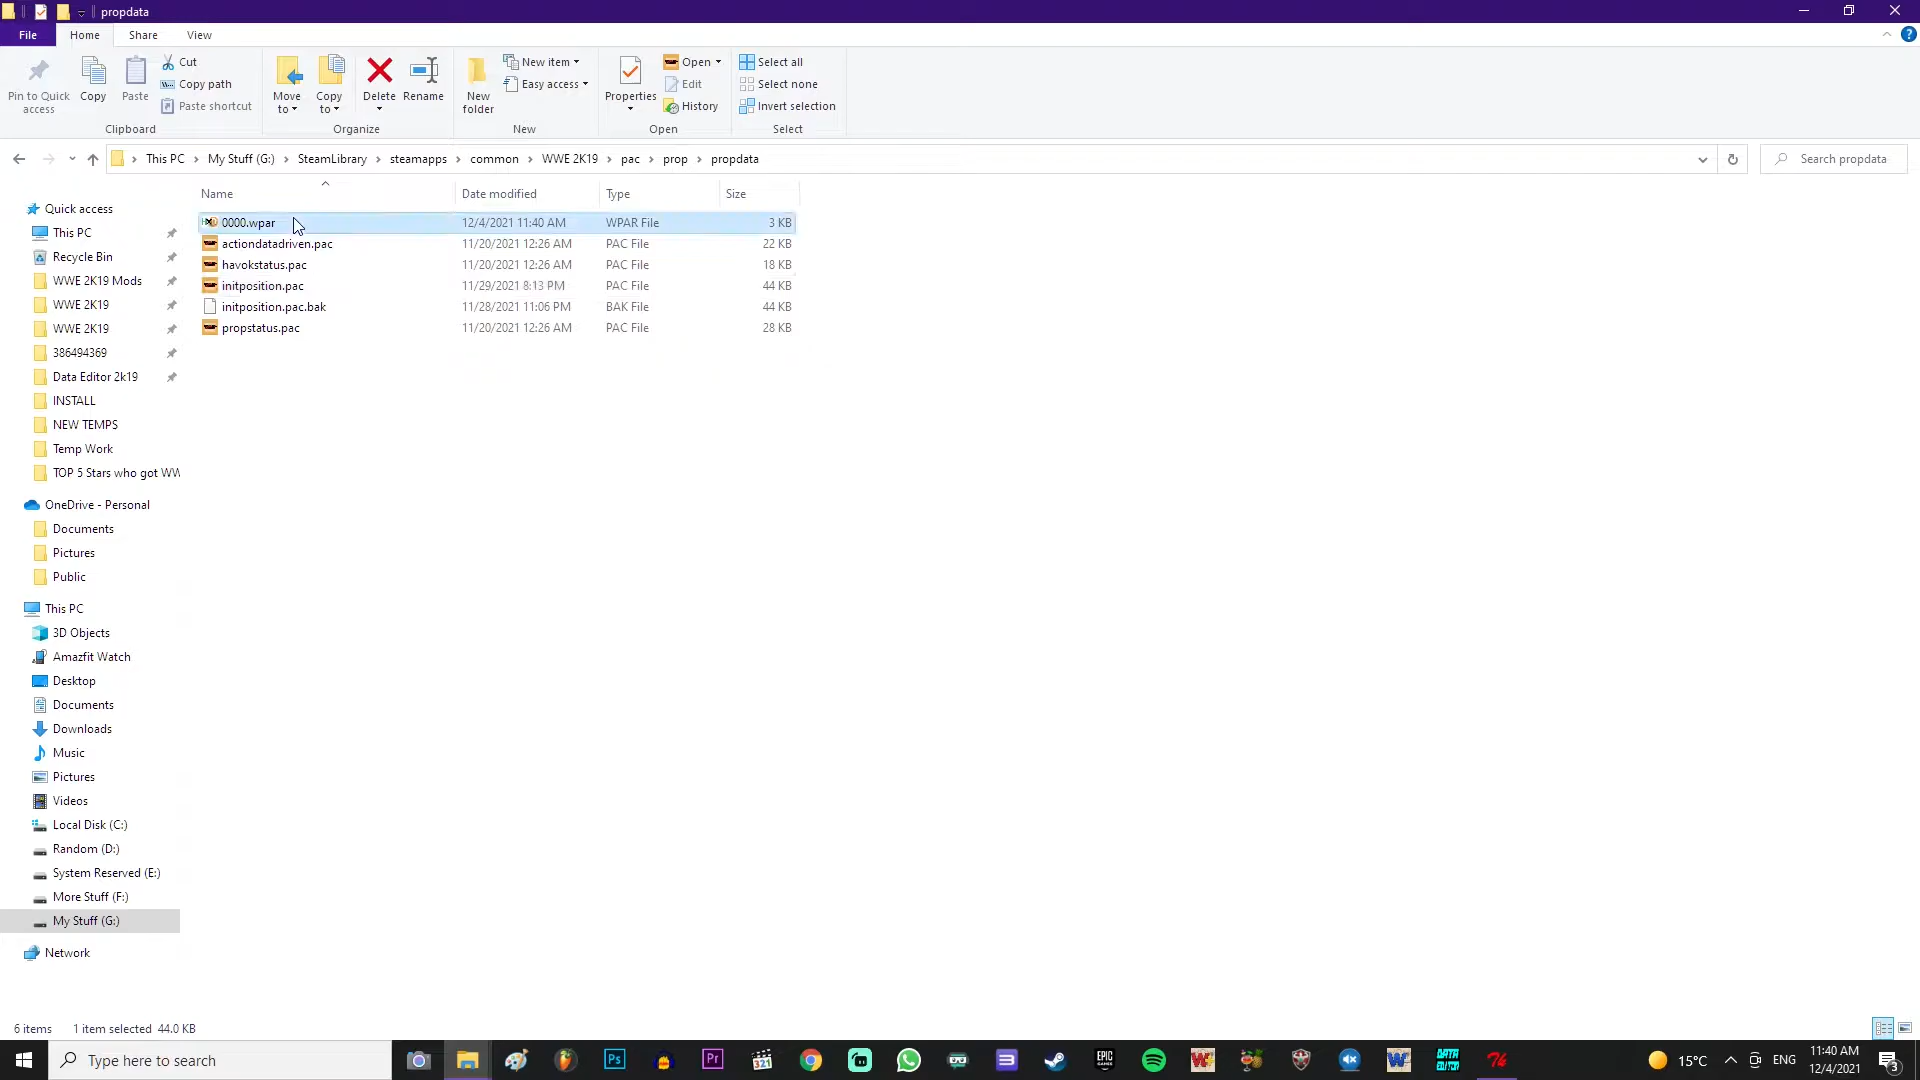 propdata
File Home Share View
Pin to Quick access
Copy
Paste
Cut
Copy path
Paste shortcut
Clipboard
Move to
Copy to
Delete
Rename
Organize
New folder
New item
Easy access
New
Properties
Open
Edit
History
Open
Select all
Select none
Invert selection
Select
This PC > My Stuff (G:) > SteamLibrary > steamapps > common > WWE 2K19 > pac > prop > propdata
Search propdata
Name Date modified Type Size
0000.wpar 12/4/2021 11:40 AM WPAR File 3 KB
actiondatadriven.pac 11/20/2021 12:26 AM PAC File 22 KB
havokstatus.pac 11/20/2021 12:26 AM PAC File 18 KB
initposition.pac 11/29/2021 8:13 PM PAC File 44 KB
initposition.pac.bak 11/28/2021 11:06 PM BAK File 44 KB
propstatus.pac 11/20/2021 12:26 AM PAC File 28 KB
Quick access
This PC
Recycle Bin
WWE 2K19 Mods
WWE 2K19
WWE 2K19
386494369
Data Editor 2k19
INSTALL
NEW TEMPS
Temp Work
TOP 5 Stars who got WW
OneDrive - Personal
Documents
Pictures
Public
This PC
3D Objects
Amazfit Watch
Desktop
Documents
Downloads
Music
Pictures
Videos
Local Disk (C:)
Random (D:)
System Reserved (E:)
More Stuff (F:)
My Stuff (G:)
Network
6 items 1 item selected 44.0 KB
Type here to search
Ps
Pr
321
EPIC GAMES
DATA EDITOR
15°C
ENG
11:40 AM
12/4/2021
3